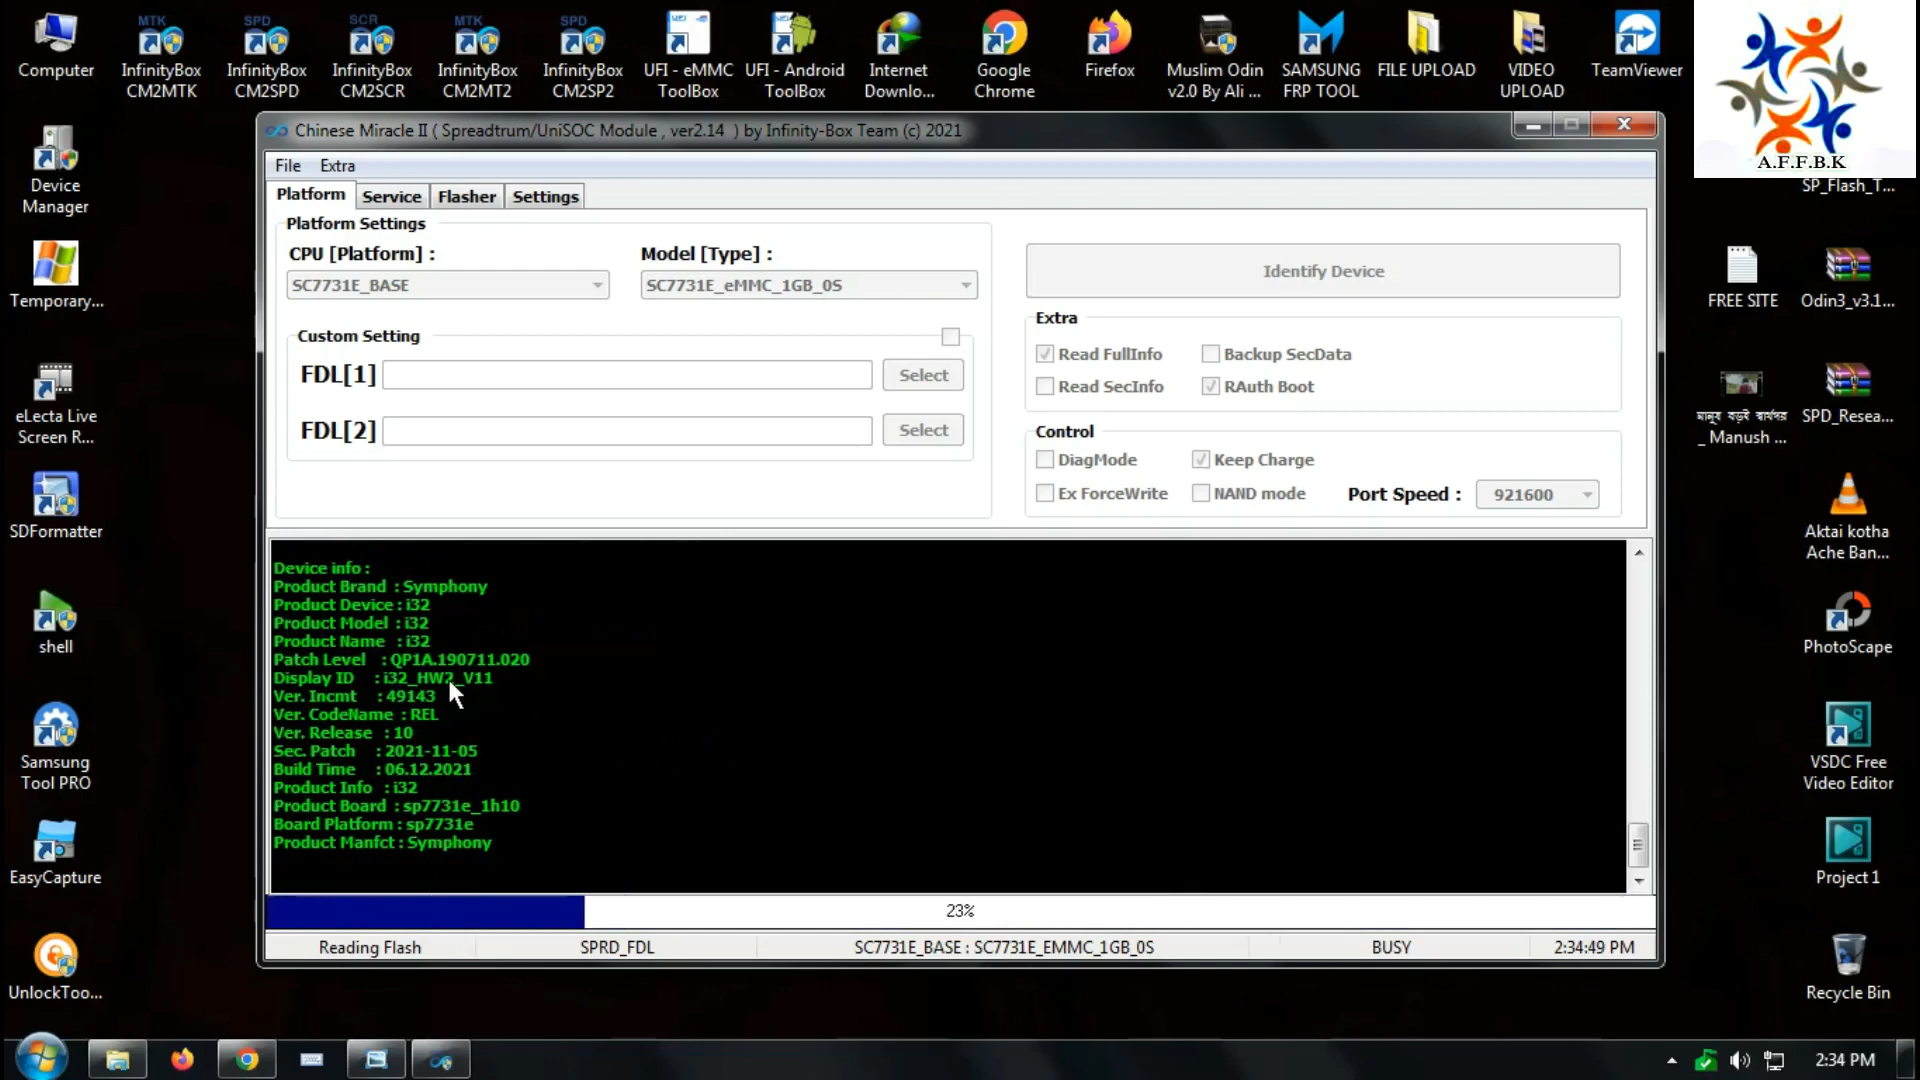 Computer
MTK
InfinityBox
CM2MTK
SPD
InfinityBox
CM2SPD
SCR
InfinityBox
CM2SCR
MTK
InfinityBox
CM2MT2
SPD
InfinityBox
CM2SP2
UFI - eMMC
ToolBox
UFI - Android
ToolBox
Internet
Downlo...
Google
Chrome
Firefox
Muslim Odin
v2.0 By Ali ...
SAMSUNG
FRP TOOL
FILE UPLOAD
VIDEO
UPLOAD
TeamViewer
A.F.F.B.K
SP_Flash_T...
Device
Manager
Temporary...
eLecta Live
Screen R...
SDFormatter
shell
Samsung
Tool PRO
EasyCapture
UnlockToo...
Chinese Miracle II ( Spreadtrum/UniSOC Module , ver2.14 ) by Infinity-Box Team (c) 2021
File Extra
Platform Service Flasher Settings
Platform Settings
CPU [Platform] :
SC7731E_BASE
Model [Type] :
SC7731E_eMMC_1GB_0S
Custom Setting
FDL[1] Select
FDL[2] Select
Identify Device
Extra
Read FullInfo Backup SecData
Read SecInfo RAuth Boot
Control
DiagMode Keep Charge
Ex ForceWrite NAND mode Port Speed : 921600
Device info :
Product Brand : Symphony
Product Device : i32
Product Model : i32
Product Name : i32
Patch Level : QP1A.190711.020
Display ID : i32_HW2_V11
Ver. Incmt : 49143
Ver. CodeName : REL
Ver. Release : 10
Sec. Patch : 2021-11-05
Build Time : 06.12.2021
Product Info : i32
Product Board : sp7731e_1h10
Board Platform : sp7731e
Product Manfct : Symphony
23%
Reading Flash SPRD_FDL SC7731E_BASE : SC7731E_EMMC_1GB_0S BUSY 2:34:49 PM
FREE SITE
Odin3_v3.1...
মানুষ বড়ই স্বার্থপর
_ Manush ...
SPD_Resea...
Aktai kotha
Ache Ban...
PhotoScape
VSDC Free
Video Editor
Project 1
Recycle Bin
2:34 PM